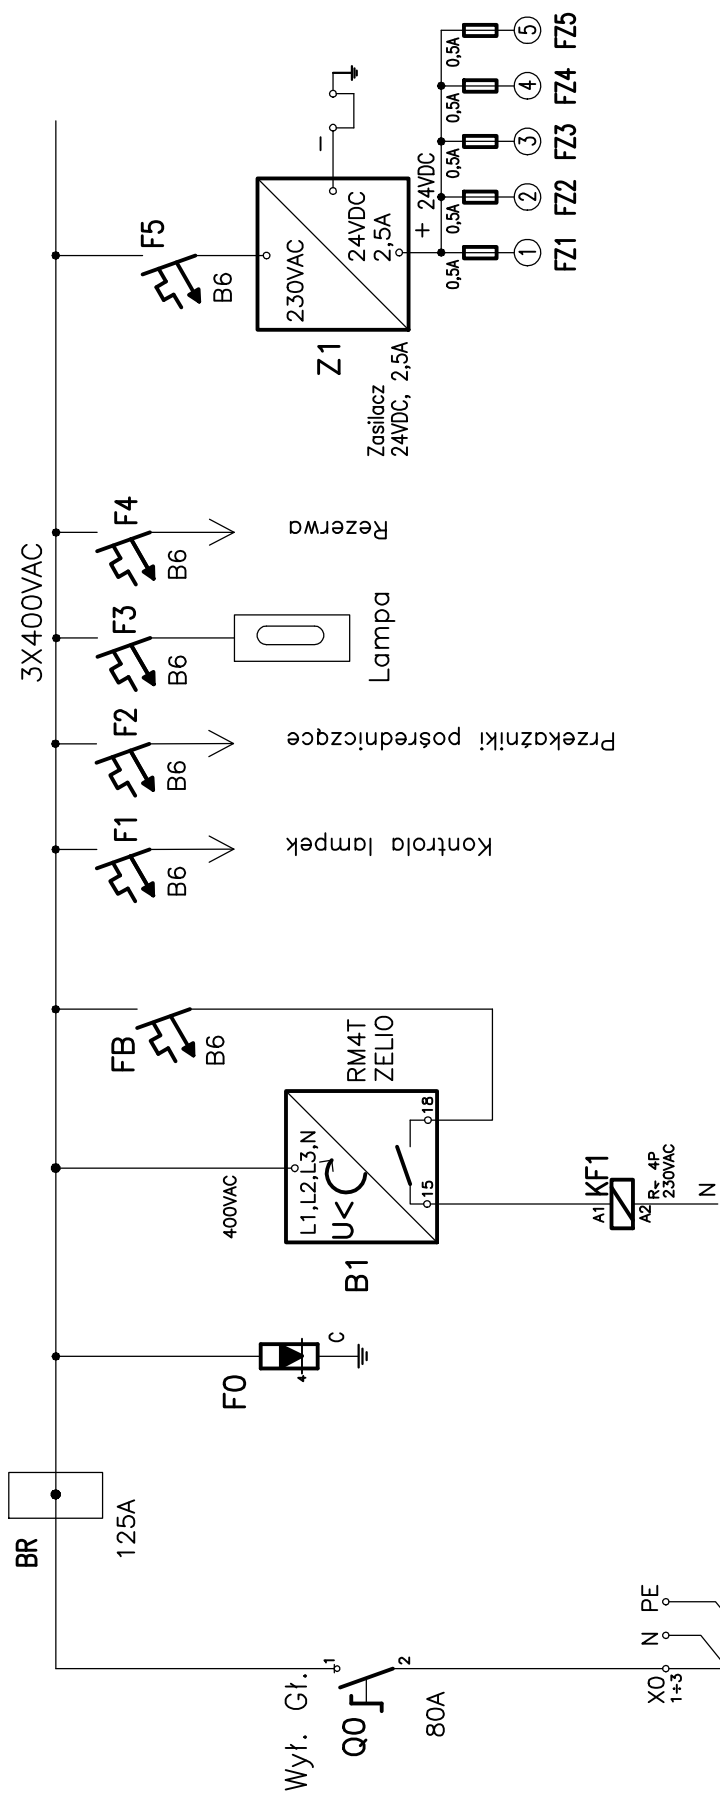 3X400VAC
BR
125A
Wył. Gł.
Q0
80A
1
2
X0
1÷3
N
PE
F0
4
C
400VAC
L1,L2,L3,N
U<
B1
15
18
RM4T
ZELIO
FB
B6
KF1
A1
A2
4P
230VAC
N
F1
B6
Kontrola lampek
F2
B6
Przekaźniki pośredniczące
F3
B6
Lampa
F4
B6
Rezerwa
F5
B6
230VAC
24VDC
2,5A
Z1
Zasilacz
24VDC, 2,5A
−
+ 24VDC
0,5A
1
FZ1
0,5A
2
FZ2
0,5A
3
FZ3
0,5A
4
FZ4
0,5A
5
FZ5